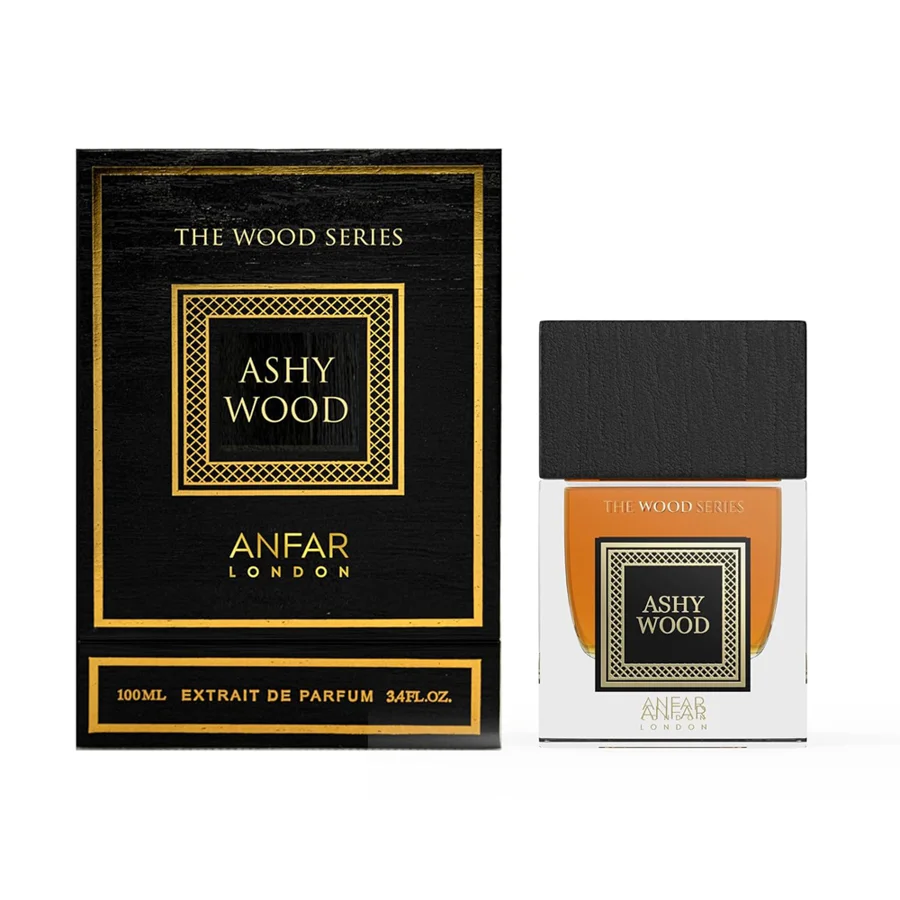 THE WOOD SERIES
ASHY
WOOD
ANFAR
LONDON
100ML EXTRAIT DE PARFUM 3.4FL.OZ.
THE WOOD SERIES
ASHY
WOOD
ANFAR
LONDON